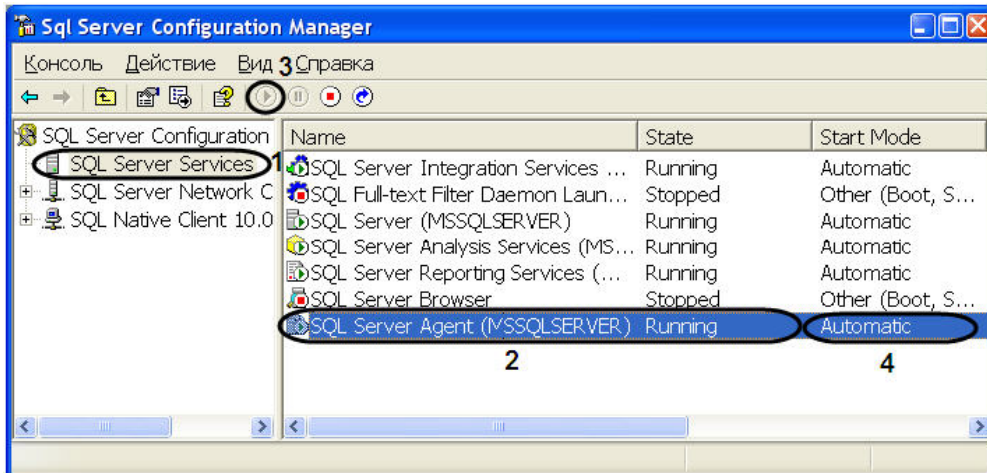 Sql Server Configuration Manager
Консоль Действие Вид 3 Справка
SQL Server Configuration
SQL Server Services 1
SQL Server Network C
SQL Native Client 10.0
Name State Start Mode
SQL Server Integration Services ... Running Automatic
SQL Full-text Filter Daemon Laun... Stopped Other (Boot, S...
SQL Server (MSSQLSERVER) Running Automatic
SQL Server Analysis Services (MS... Running Automatic
SQL Server Reporting Services (... Running Automatic
SQL Server Browser Stopped Other (Boot, S...
SQL Server Agent (MSSQLSERVER) Running Automatic
2 4